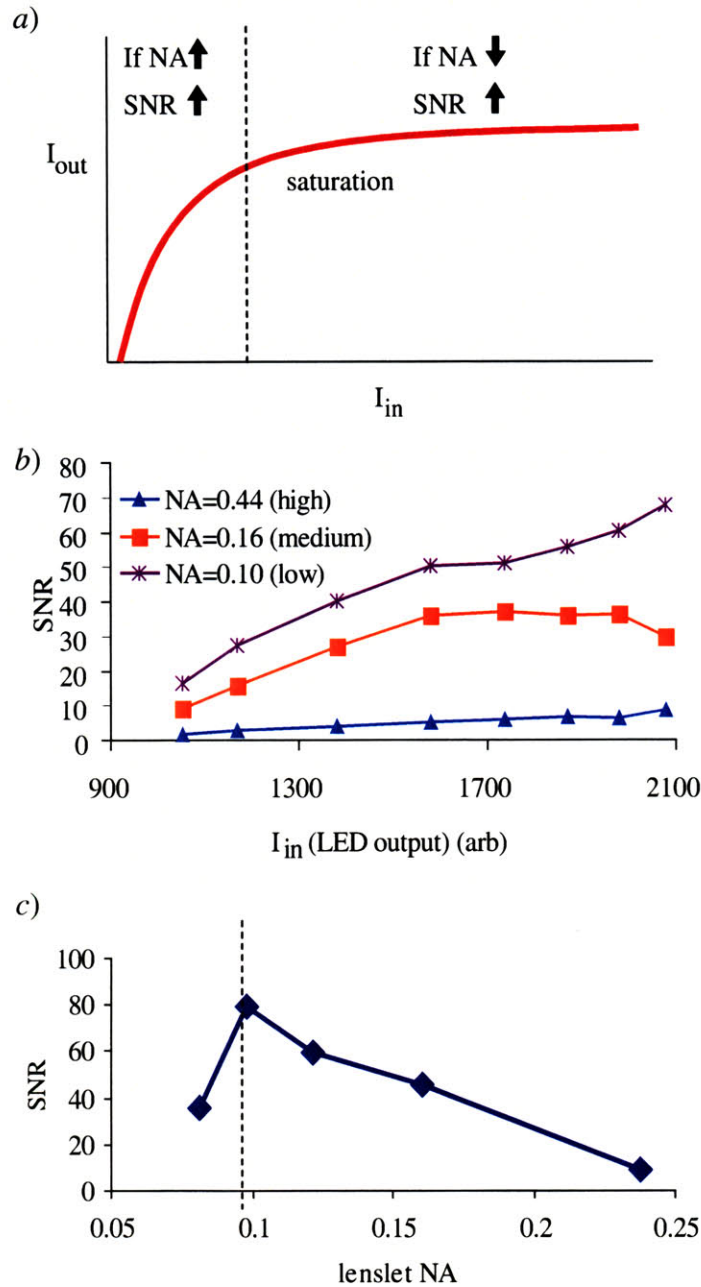 a)
If NA↑ If NA↓
SNR ↑ SNR ↑
I_out
saturation
I_in
b)
80
70
60
50
40
30
20
10
0
SNR
NA=0.44 (high)
NA=0.16 (medium)
NA=0.10 (low)
900 1300 1700 2100
I_in (LED output) (arb)
c)
100
80
60
40
20
0
SNR
0.05 0.1 0.15 0.2 0.25
lenslet NA